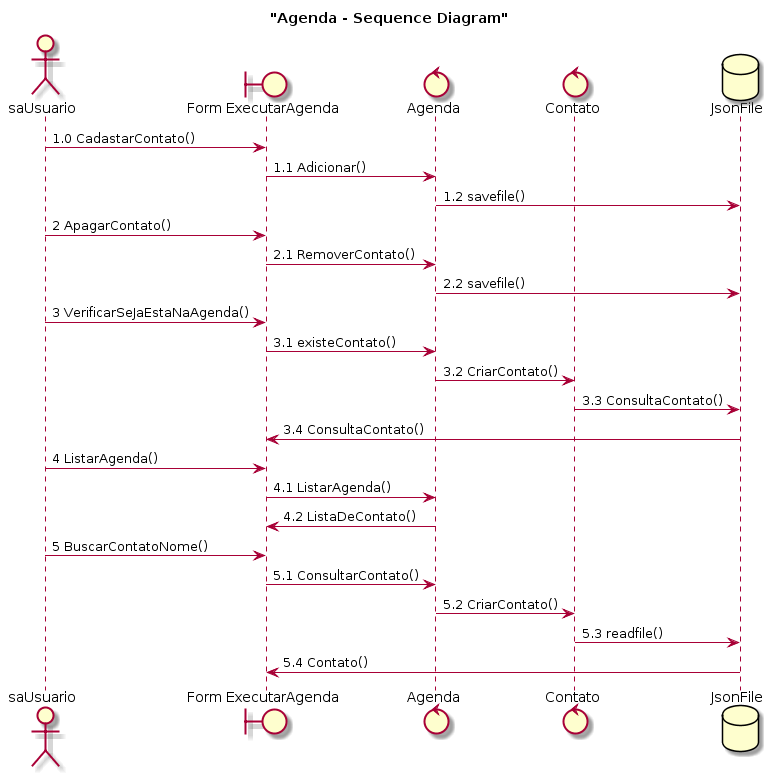 "Agenda - Sequence Diagram"
saUsuario
Form ExecutarAgenda
Agenda
Contato
JsonFile
1.0 CadastarContato()
1.1 Adicionar()
1.2 savefile()
2 ApagarContato()
2.1 RemoverContato()
2.2 savefile()
3 VerificarSeJaEstaNaAgenda()
3.1 existeContato()
3.2 CriarContato()
3.3 ConsultaContato()
3.4 ConsultaContato()
4 ListarAgenda()
4.1 ListarAgenda()
4.2 ListaDeContato()
5 BuscarContatoNome()
5.1 ConsultarContato()
5.2 CriarContato()
5.3 readfile()
5.4 Contato()
saUsuario
Form ExecutarAgenda
Agenda
Contato
JsonFile